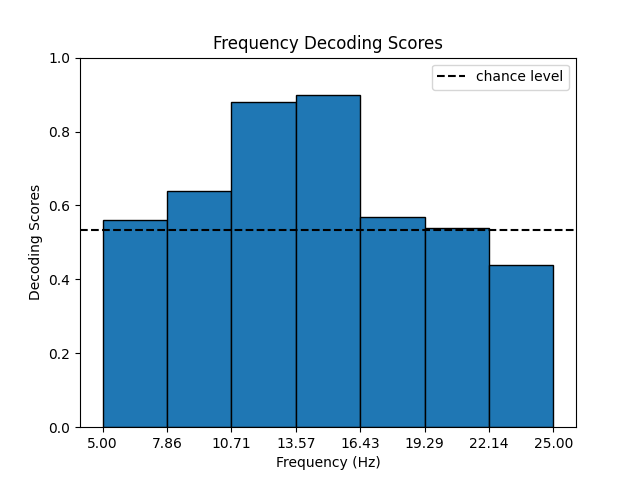 Frequency Decoding Scores
chance level
1.0
0.8
0.6
0.4
0.2
0.0
Decoding Scores
5.00 7.86 10.71 13.57 16.43 19.29 22.14 25.00
Frequency (Hz)